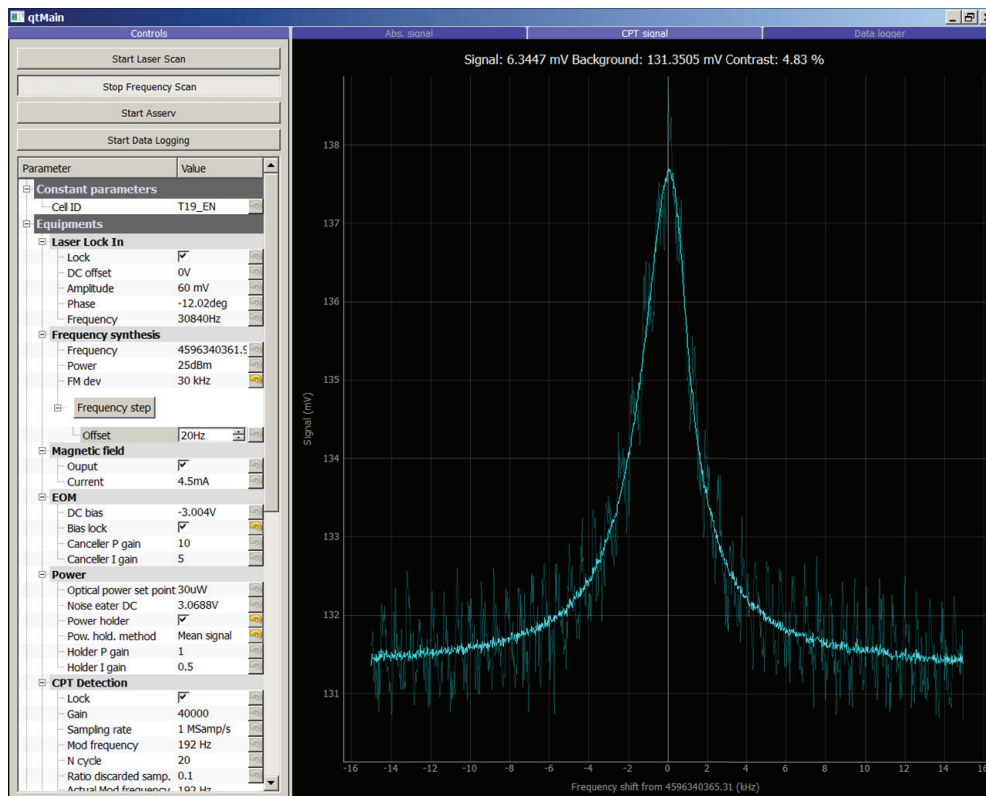 qtMain
Controls
Abs. signal
CPT signal
Data logger
Start Laser Scan
Stop Frequency Scan
Start Asserv
Start Data Logging
Parameter Value
Constant parameters
Cell ID T19_EN
Equipments
Laser Lock In
Lock
DC offset 0V
Amplitude 60 mV
Phase -12.02deg
Frequency 30840Hz
Frequency synthesis
Frequency 4596340361.9
Power 25dBm
FM dev 30 kHz
Frequency step
Offset 20Hz
Magnetic field
Ouput
Current 4.5mA
EOM
DC bias -3.004V
Bias lock
Canceller P gain 10
Canceller I gain 5
Power
Optical power set point 30uW
Noise eater DC 3.0688V
Power holder
Pow. hold. method Mean signal
Holder P gain 1
Holder I gain 0.5
CPT Detection
Lock
Gain 40000
Sampling rate 1 MSamp/s
Mod frequency 192 Hz
N cycle 20
Ratio discarded samp. 0.1
Actual Mod frequency 192 Hz
Signal: 6.3447 mV Background: 131.3505 mV Contrast: 4.83 %
Signal (mV)
138
137
136
135
134
133
132
131
-16 -14 -12 -10 -8 -6 -4 -2 0 2 4 6 8 10 12 14 16
Frequency shift from 4596340365.31 (kHz)